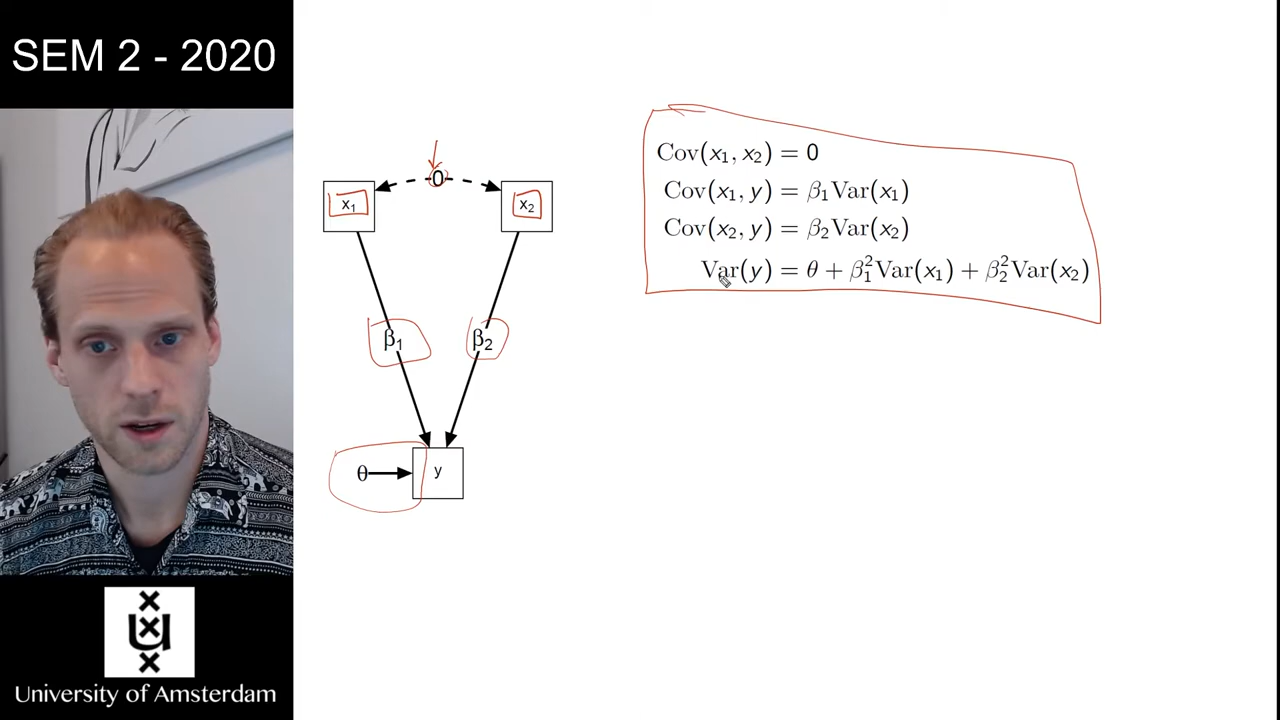 SEM 2 - 2020
0
x₁
x₂
β₁
β₂
θ
y
Cov(x₁, x₂) = 0
Cov(x₁, y) = β₁Var(x₁)
Cov(x₂, y) = β₂Var(x₂)
Var(y) = θ + β₁²Var(x₁) + β₂²Var(x₂)
University of Amsterdam